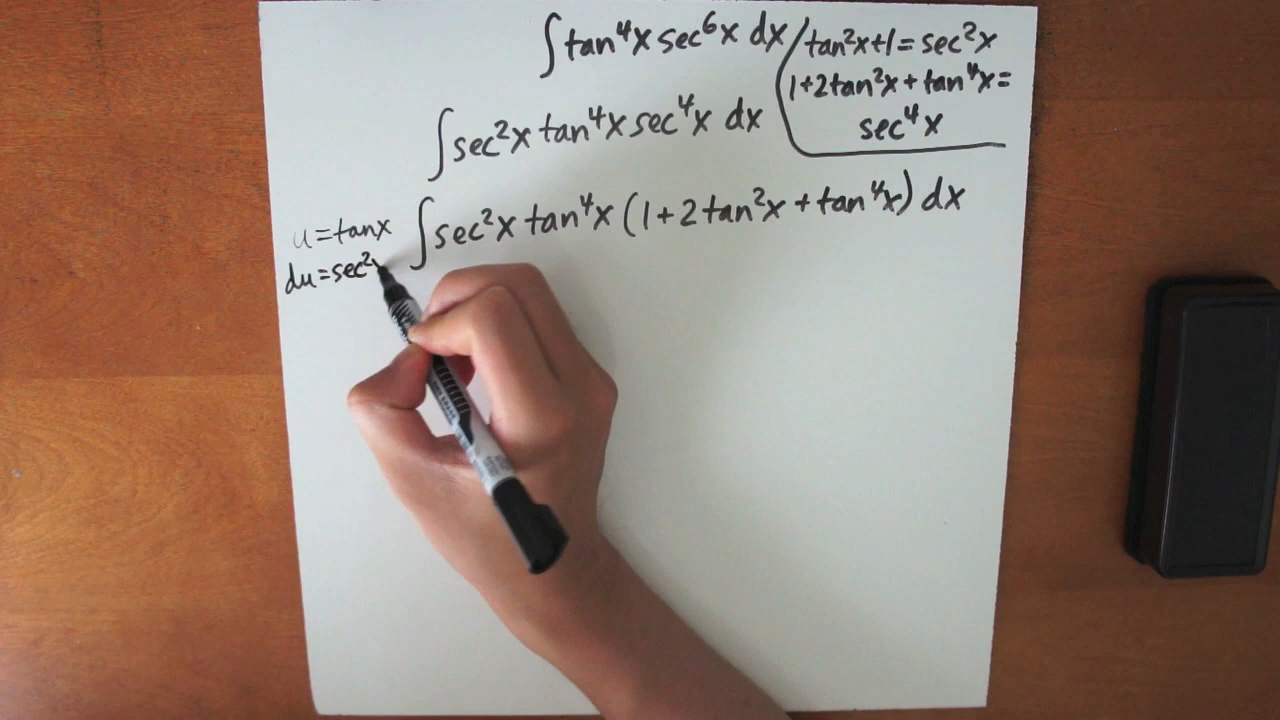 ∫tan⁴x sec⁶x dx
tan²x+1=sec²x
1+2tan²x+tan⁴x=
sec⁴x
∫sec²x tan⁴x sec⁴x dx
∫sec²x tan⁴x (1+2tan²x+tan⁴x) dx
u=tanx
du=sec²